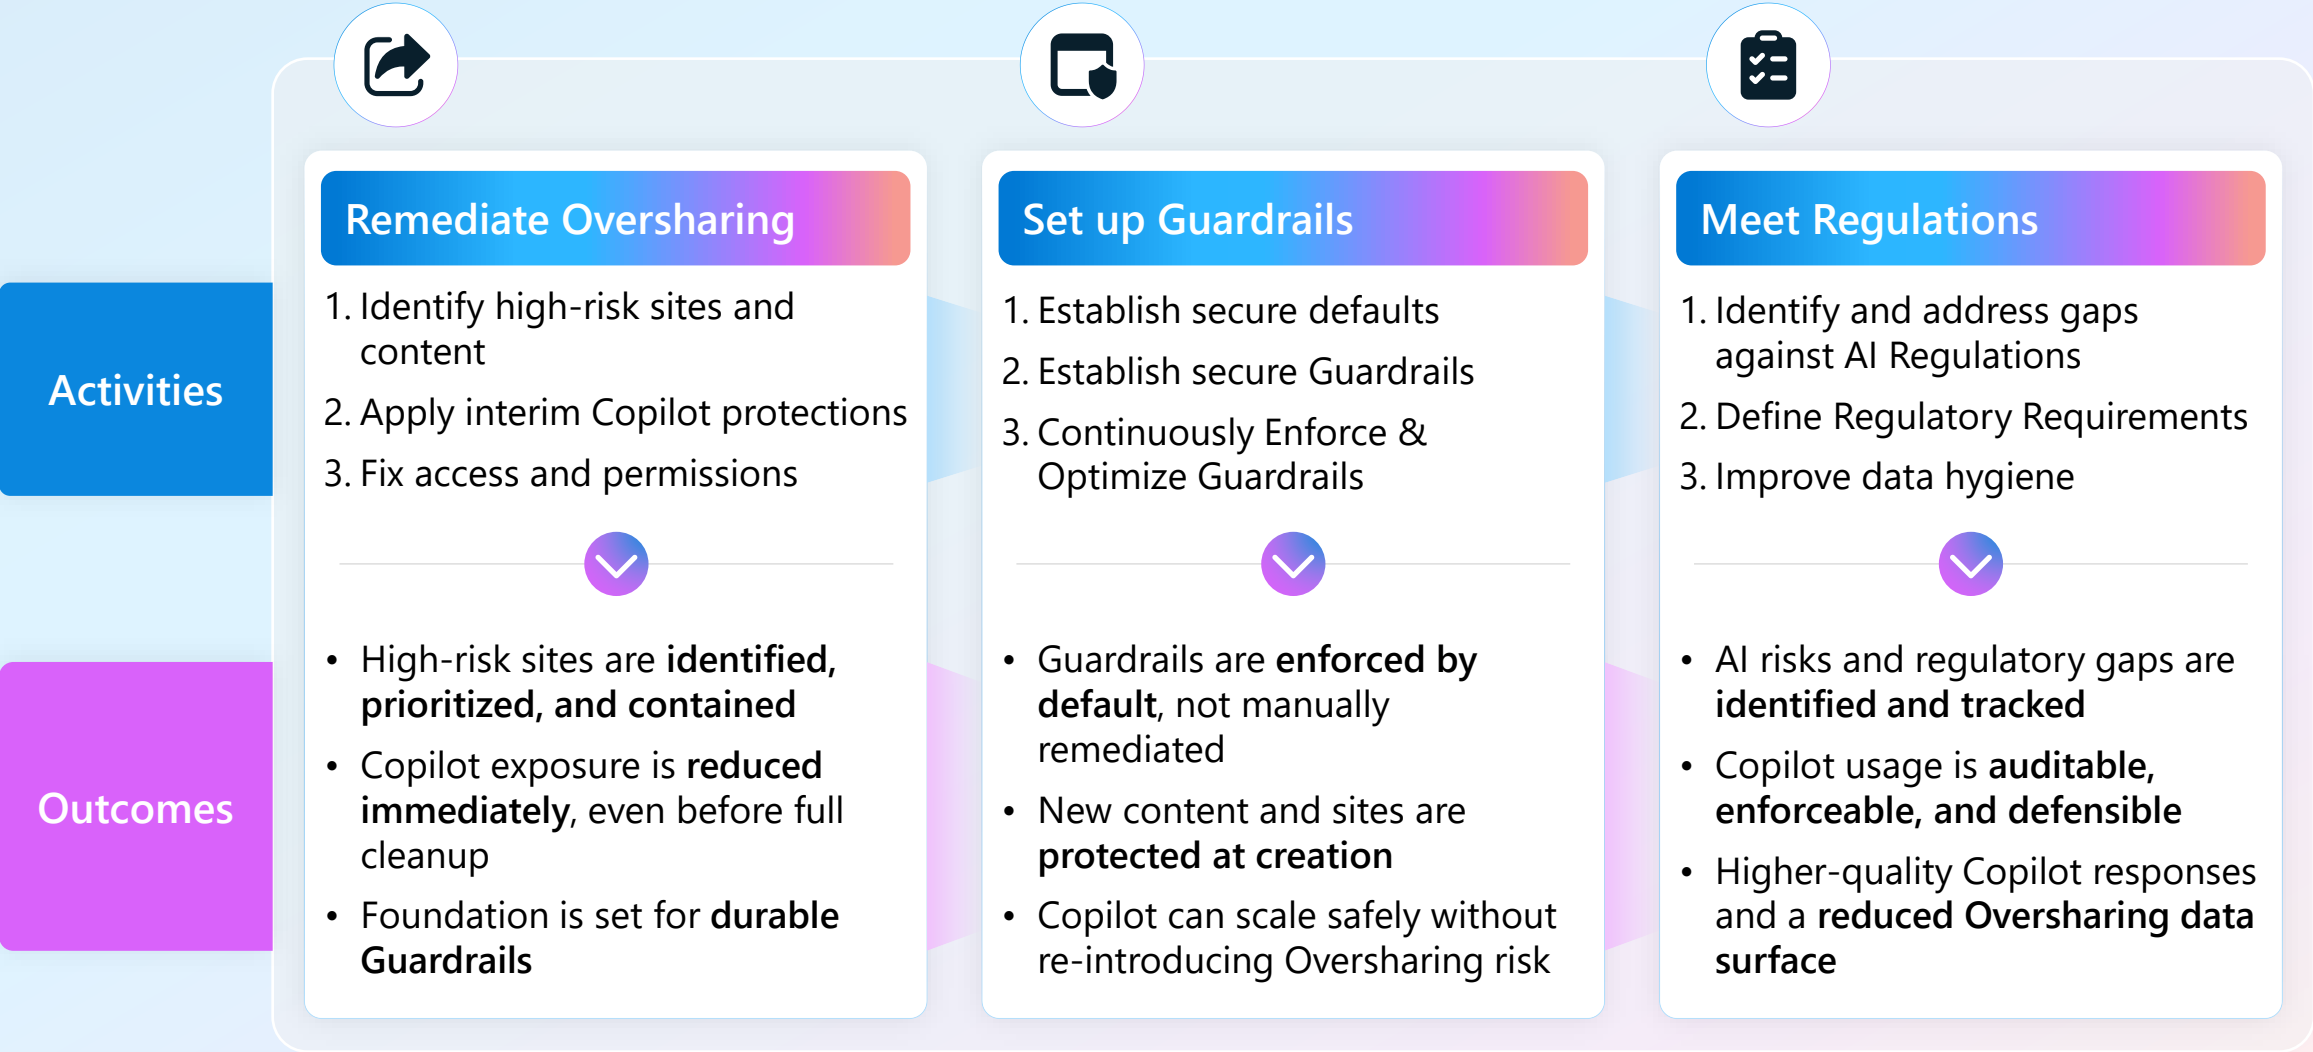 Activities
Outcomes
Remediate Oversharing
1. Identify high-risk sites and
content
2. Apply interim Copilot protections
3. Fix access and permissions
• High-risk sites are identified,
prioritized, and contained
• Copilot exposure is reduced
immediately, even before full
cleanup
• Foundation is set for durable
Guardrails
Set up Guardrails
1. Establish secure defaults
2. Establish secure Guardrails
3. Continuously Enforce &
Optimize Guardrails
• Guardrails are enforced by
default, not manually
remediated
• New content and sites are
protected at creation
• Copilot can scale safely without
re-introducing Oversharing risk
Meet Regulations
1. Identify and address gaps
against AI Regulations
2. Define Regulatory Requirements
3. Improve data hygiene
• AI risks and regulatory gaps are
identified and tracked
• Copilot usage is auditable,
enforceable, and defensible
• Higher-quality Copilot responses
and a reduced Oversharing data
surface